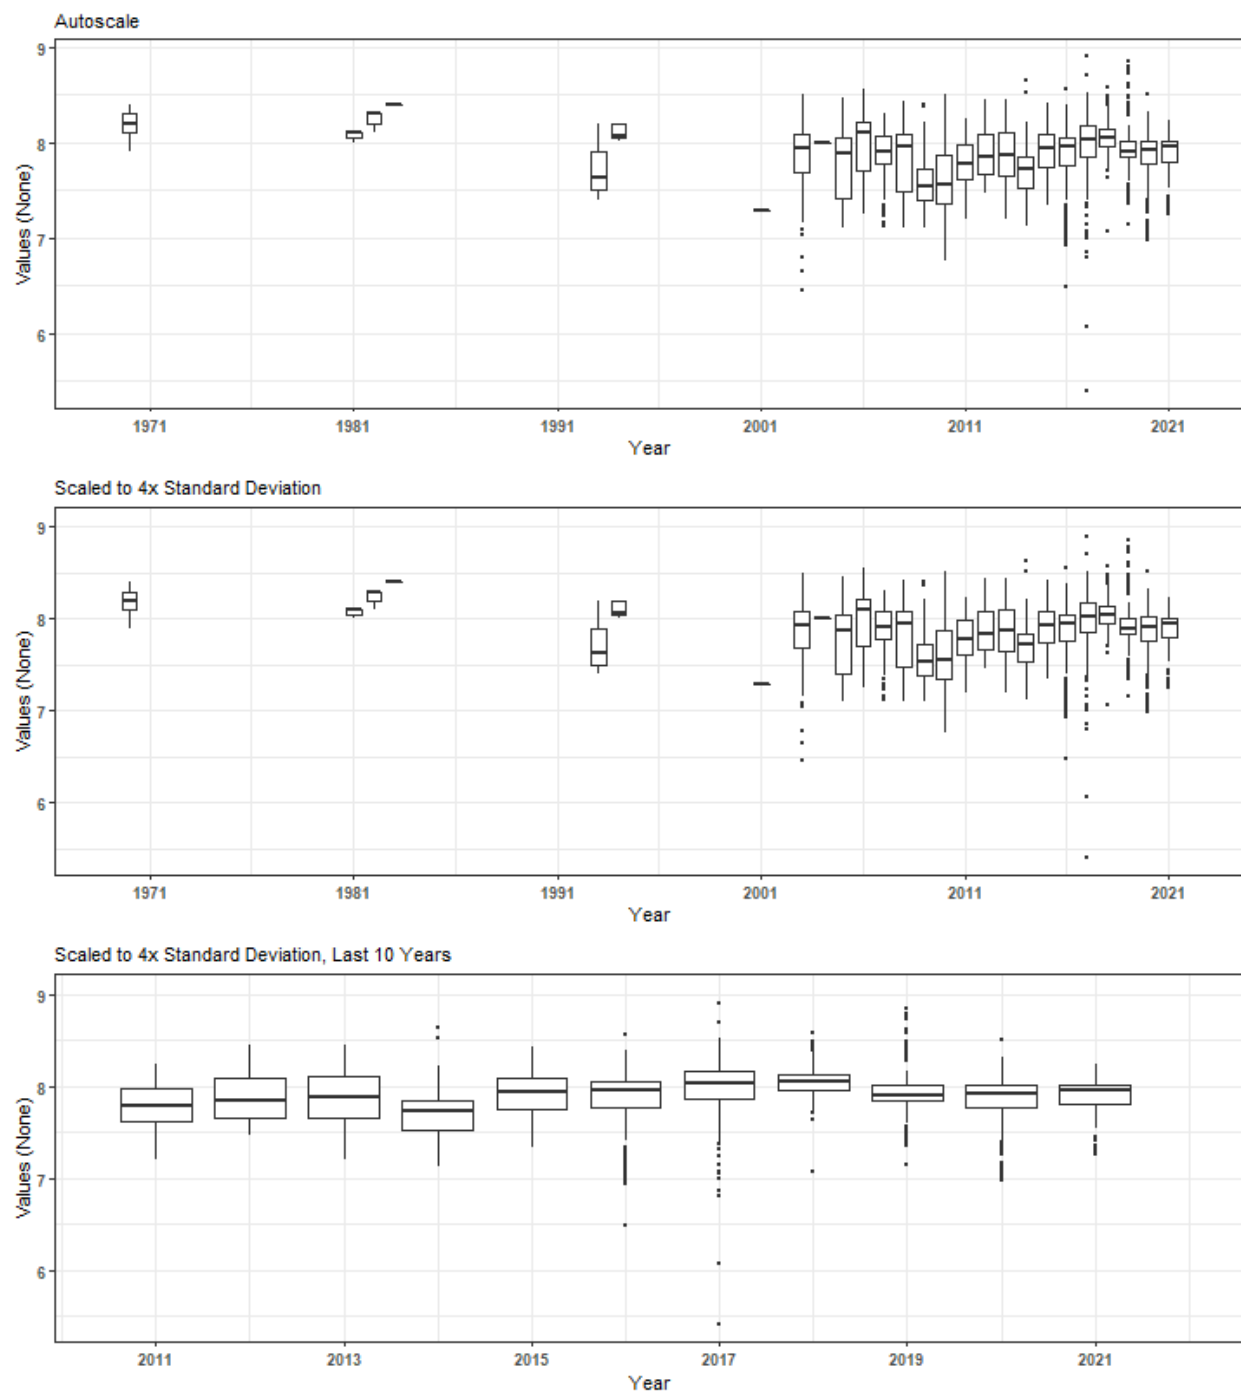 Autoscale
9
8
7
6
Values (None)
1971 1981 1991 2001 2011 2021
Year
Scaled to 4x Standard Deviation
9
8
7
6
Values (None)
1971 1981 1991 2001 2011 2021
Year
Scaled to 4x Standard Deviation, Last 10 Years
9
8
7
6
Values (None)
2011 2013 2015 2017 2019 2021
Year